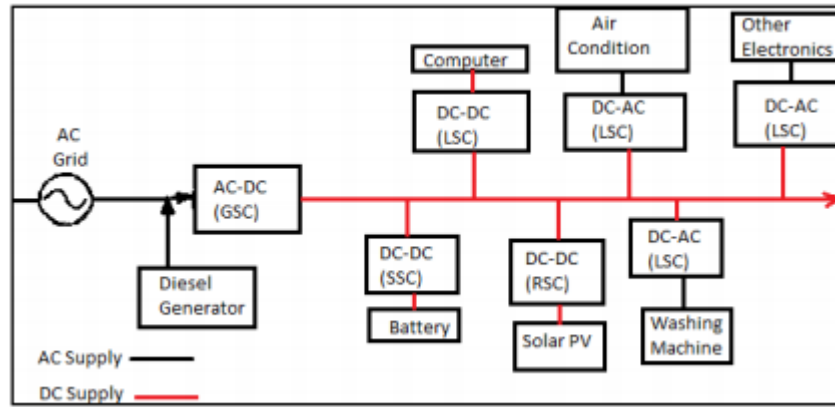 Air
Condition
Other
Electronics
Computer
DC-DC
(LSC)
DC-AC
(LSC)
DC-AC
(LSC)
AC
Grid
AC-DC
(GSC)
DC-DC
(SSC)
DC-DC
(RSC)
DC-AC
(LSC)
Diesel
Generator
Battery
Solar PV
Washing
Machine
AC Supply
DC Supply